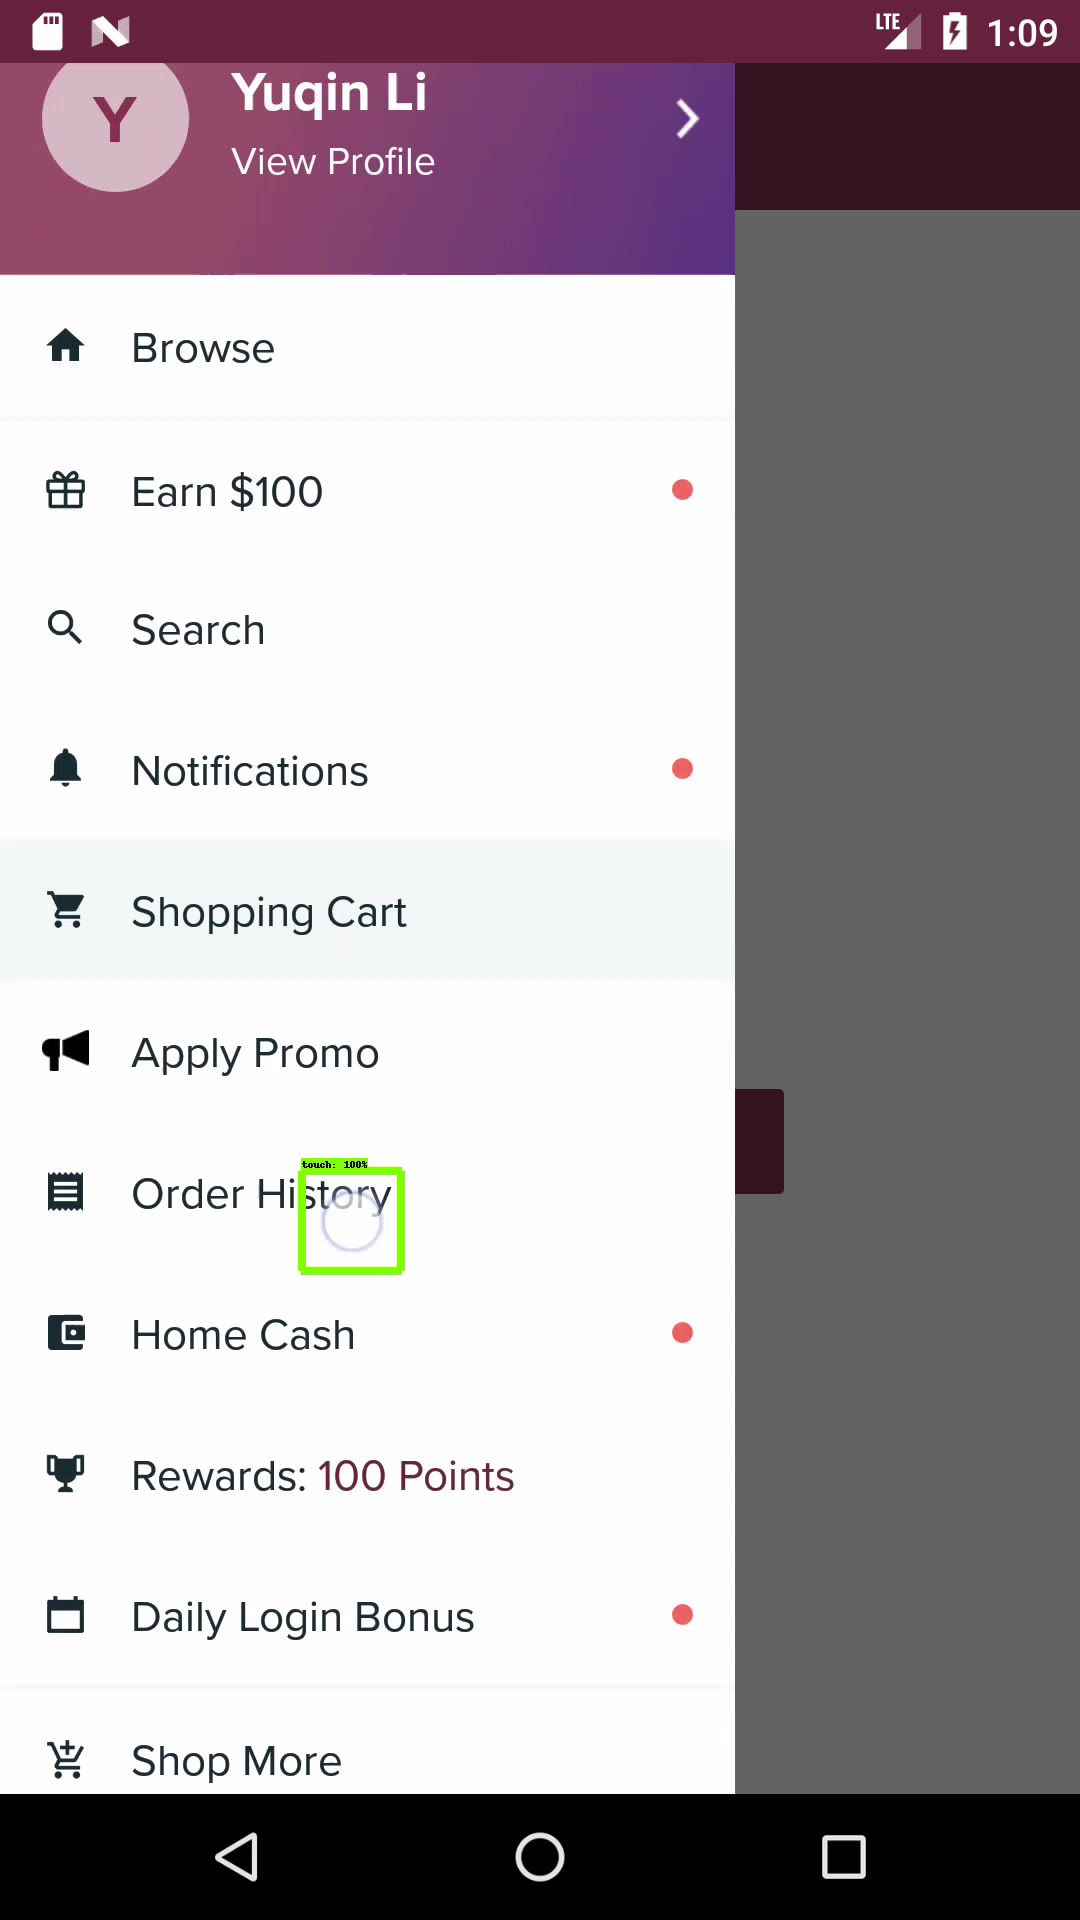 LTE 1:09
Y
Yuqin Li
View Profile
Browse
Earn $100
Search
Notifications
Shopping Cart
Apply Promo
touch: 100%
Order History
Home Cash
Rewards: 100 Points
Daily Login Bonus
Shop More